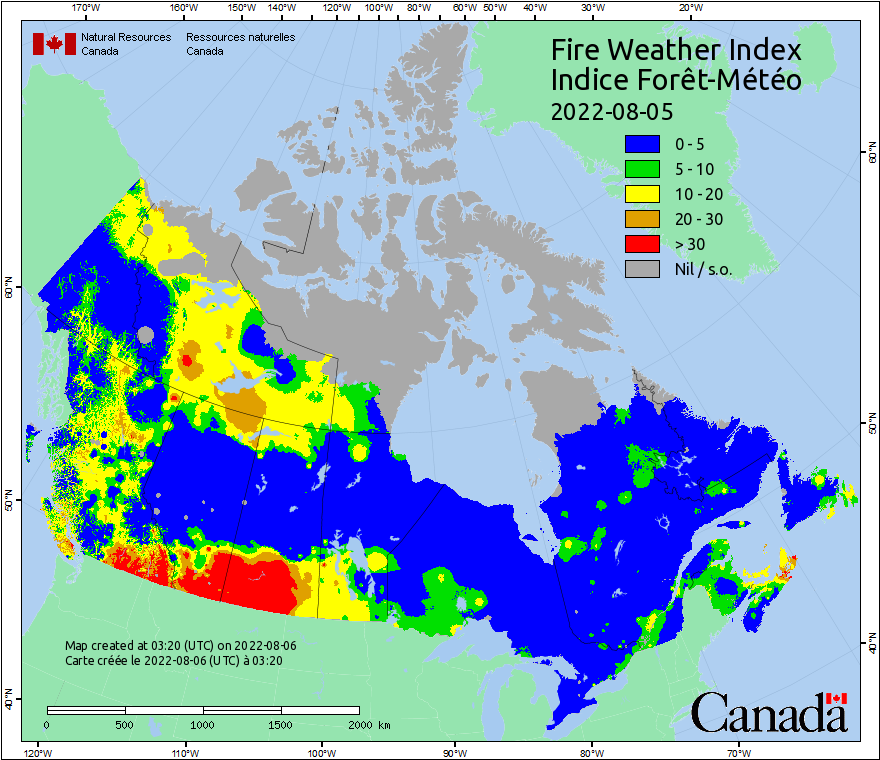 170°W 160°W 150°W 140°W 120°W 100°W 80°W 60°W 50°W 40°W 30°W 20°W
Natural Resources Canada
Ressources naturelles Canada
Fire Weather Index
Indice Forêt-Météo
2022-08-05
0 - 5
5 - 10
10 - 20
20 - 30
> 30
Nil / s.o.
60°N
50°N
40°N
60°N
50°N
40°N
Map created at 03:20 (UTC) on 2022-08-06
Carte créée le 2022-08-06 (UTC) à 03:20
0 500 1000 1500 2000 km
Canada
120°W 110°W 100°W 90°W 80°W 70°W